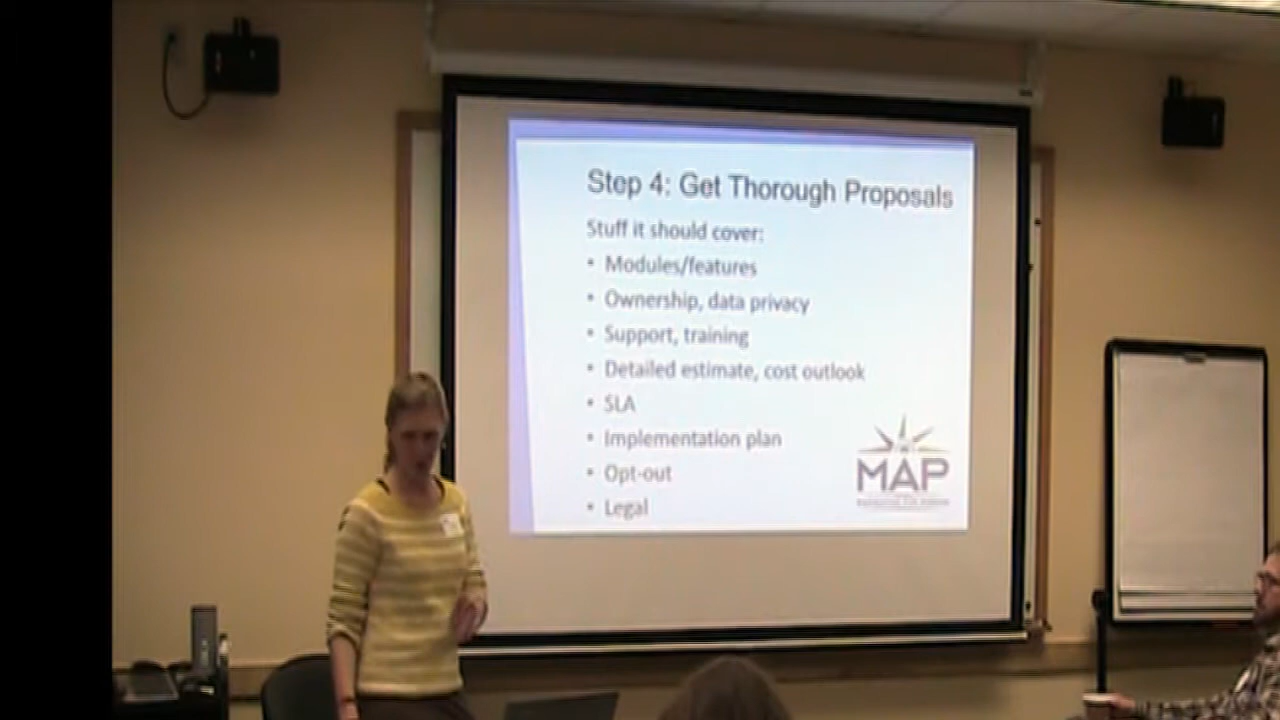 Step 4: Get Thorough Proposals
Stuff it should cover:
• Modules/features
• Ownership, data privacy
• Support, training
• Detailed estimate, cost outlook
• SLA
• Implementation plan
• Opt-out
• Legal
MAP